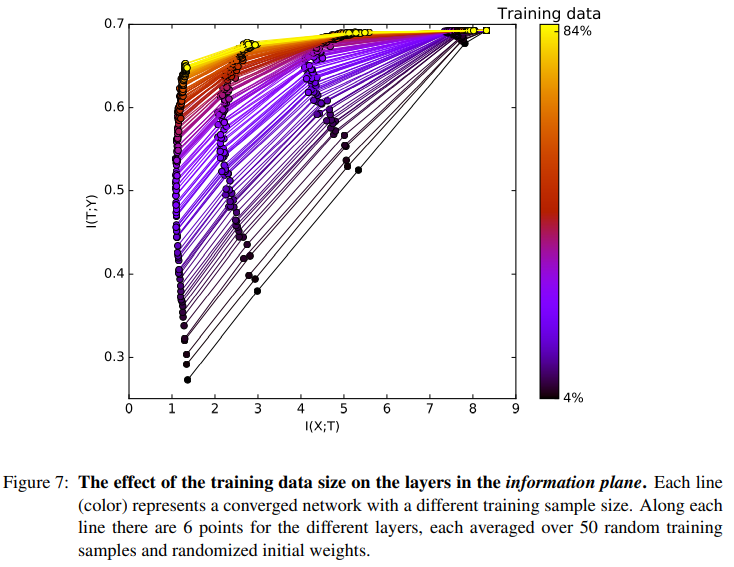 Training data
84%
4%
0.7
0.6
0.5
0.4
0.3
I(T;Y)
0 1 2 3 4 5 6 7 8 9
I(X;T)
Figure 7: The effect of the training data size on the layers in the information plane. Each line
(color) represents a converged network with a different training sample size. Along each
line there are 6 points for the different layers, each averaged over 50 random training
samples and randomized initial weights.